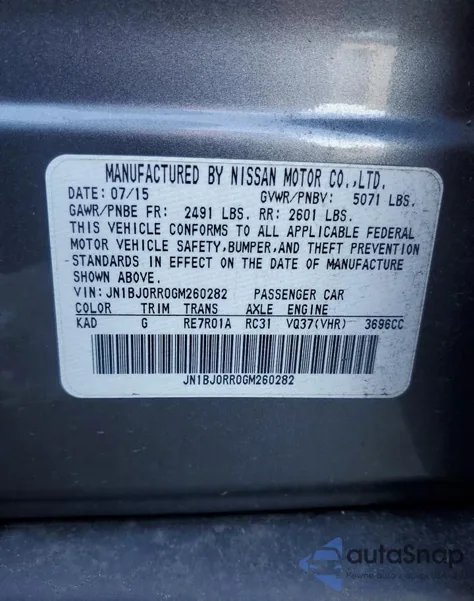 MANUFACTURED BY NISSAN MOTOR CO.,LTD.
DATE: 07/15 GVWR/PNBV: 5071 LBS.
GAWR/PNBE FR: 2491 LBS. RR: 2601 LBS.
THIS VEHICLE CONFORMS TO ALL APPLICABLE FEDERAL
MOTOR VEHICLE SAFETY,BUMPER,AND THEFT PREVENTION
STANDARDS IN EFFECT ON THE DATE OF MANUFACTURE
SHOWN ABOVE.
VIN: JN1BJ0RR0GM260282 PASSENGER CAR
COLOR TRIM TRANS AXLE ENGINE
KAD G RE7R01A RC31 VQ37(VHR) 3696CC
JN1BJ0RR0GM260282
autoSnap